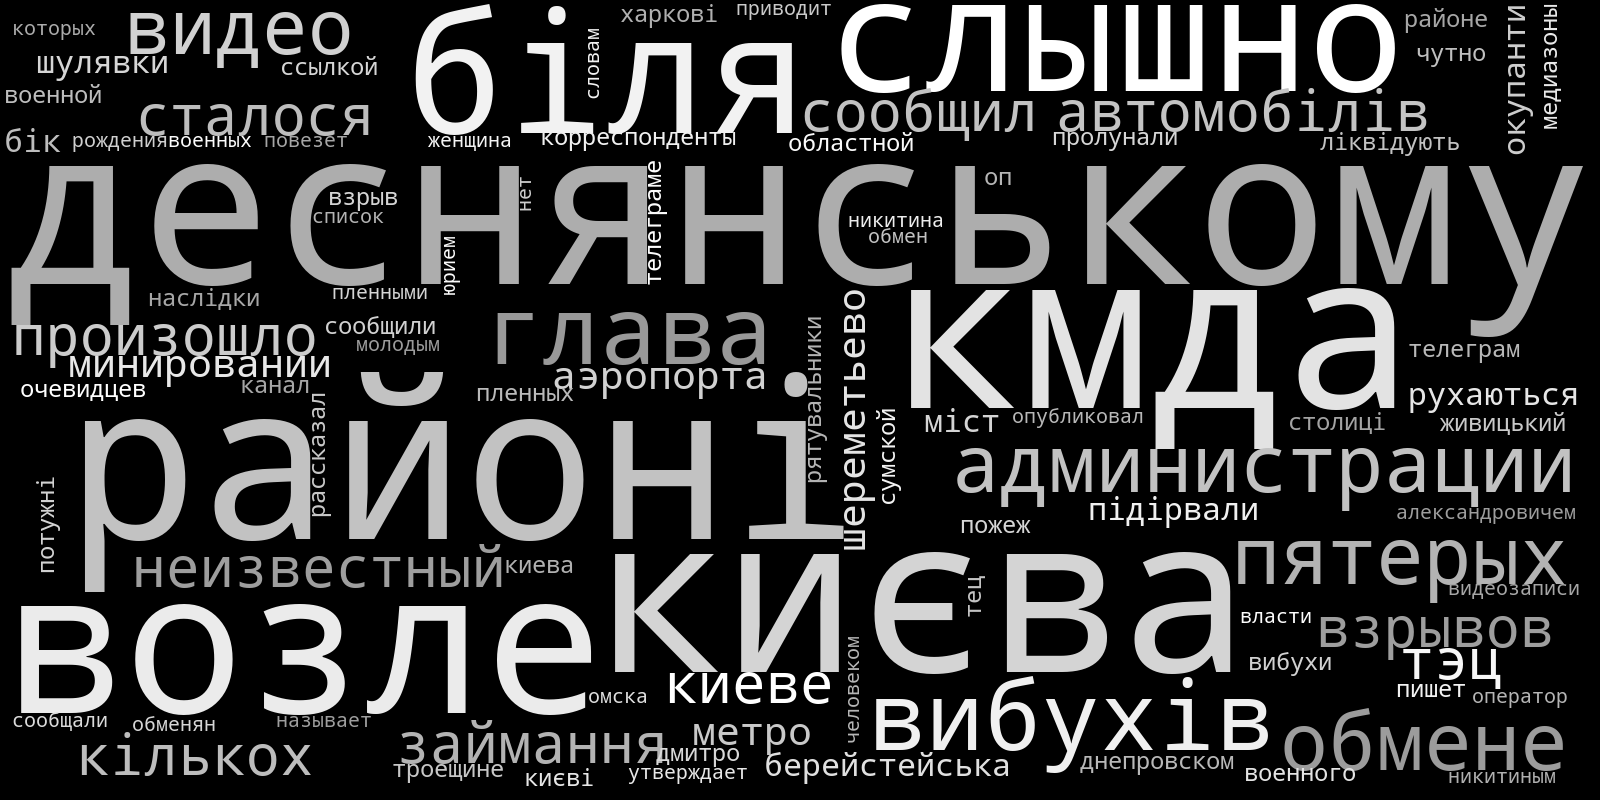 которых
видео
біля
словам
харкові
приводит
слышно
районе
окупанти
медиазоны
шулявки
ссылкой
чутно
военной
сталося
сообщил
автомобілів
бік
рождения
военных
повезет
женщина
корреспонденты
областной
пролунали
ліквідують
деснянському
взрыв
список
нет
телеграме
оп
никитина
обмен
юрием
наслідки
пленными
произошло
сообщили
молодым
глава
рятувальники
шереметьево
кмда
телеграм
минировании
очевидцев
канал
пленных
аэропорта
рухаються
районі
рассказал
сумской
міст
опубликовал
столиці
живицький
администрации
потужні
пожеж
підірвали
александровичем
неизвестный
киева
києва
тец
пятерых
видеозаписи
возле
власти
взрывов
вибухи
тэц
омска
киеве
человеком
вибухів
пишет
оператор
сообщали
обменян
называет
кількох
займання
метро
дмитро
обмене
троещине
києві
утверждает
берейстейська
днепровском
военного
никитиным